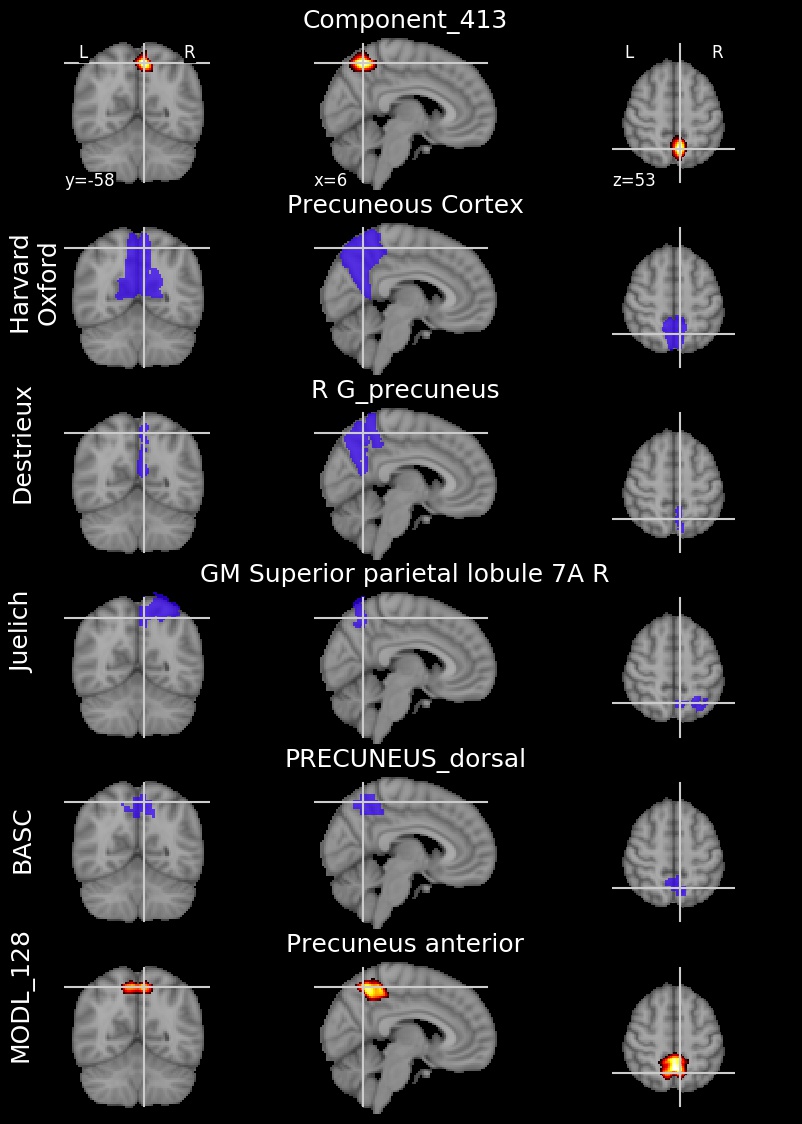 Component_413
L R L R
y=-58 x=6 z=53
Precuneous Cortex
Harvard
Oxford
R G_precuneus
Destrieux
GM Superior parietal lobule 7A R
Juelich
PRECUNEUS_dorsal
BASC
Precuneus anterior
MODL_128